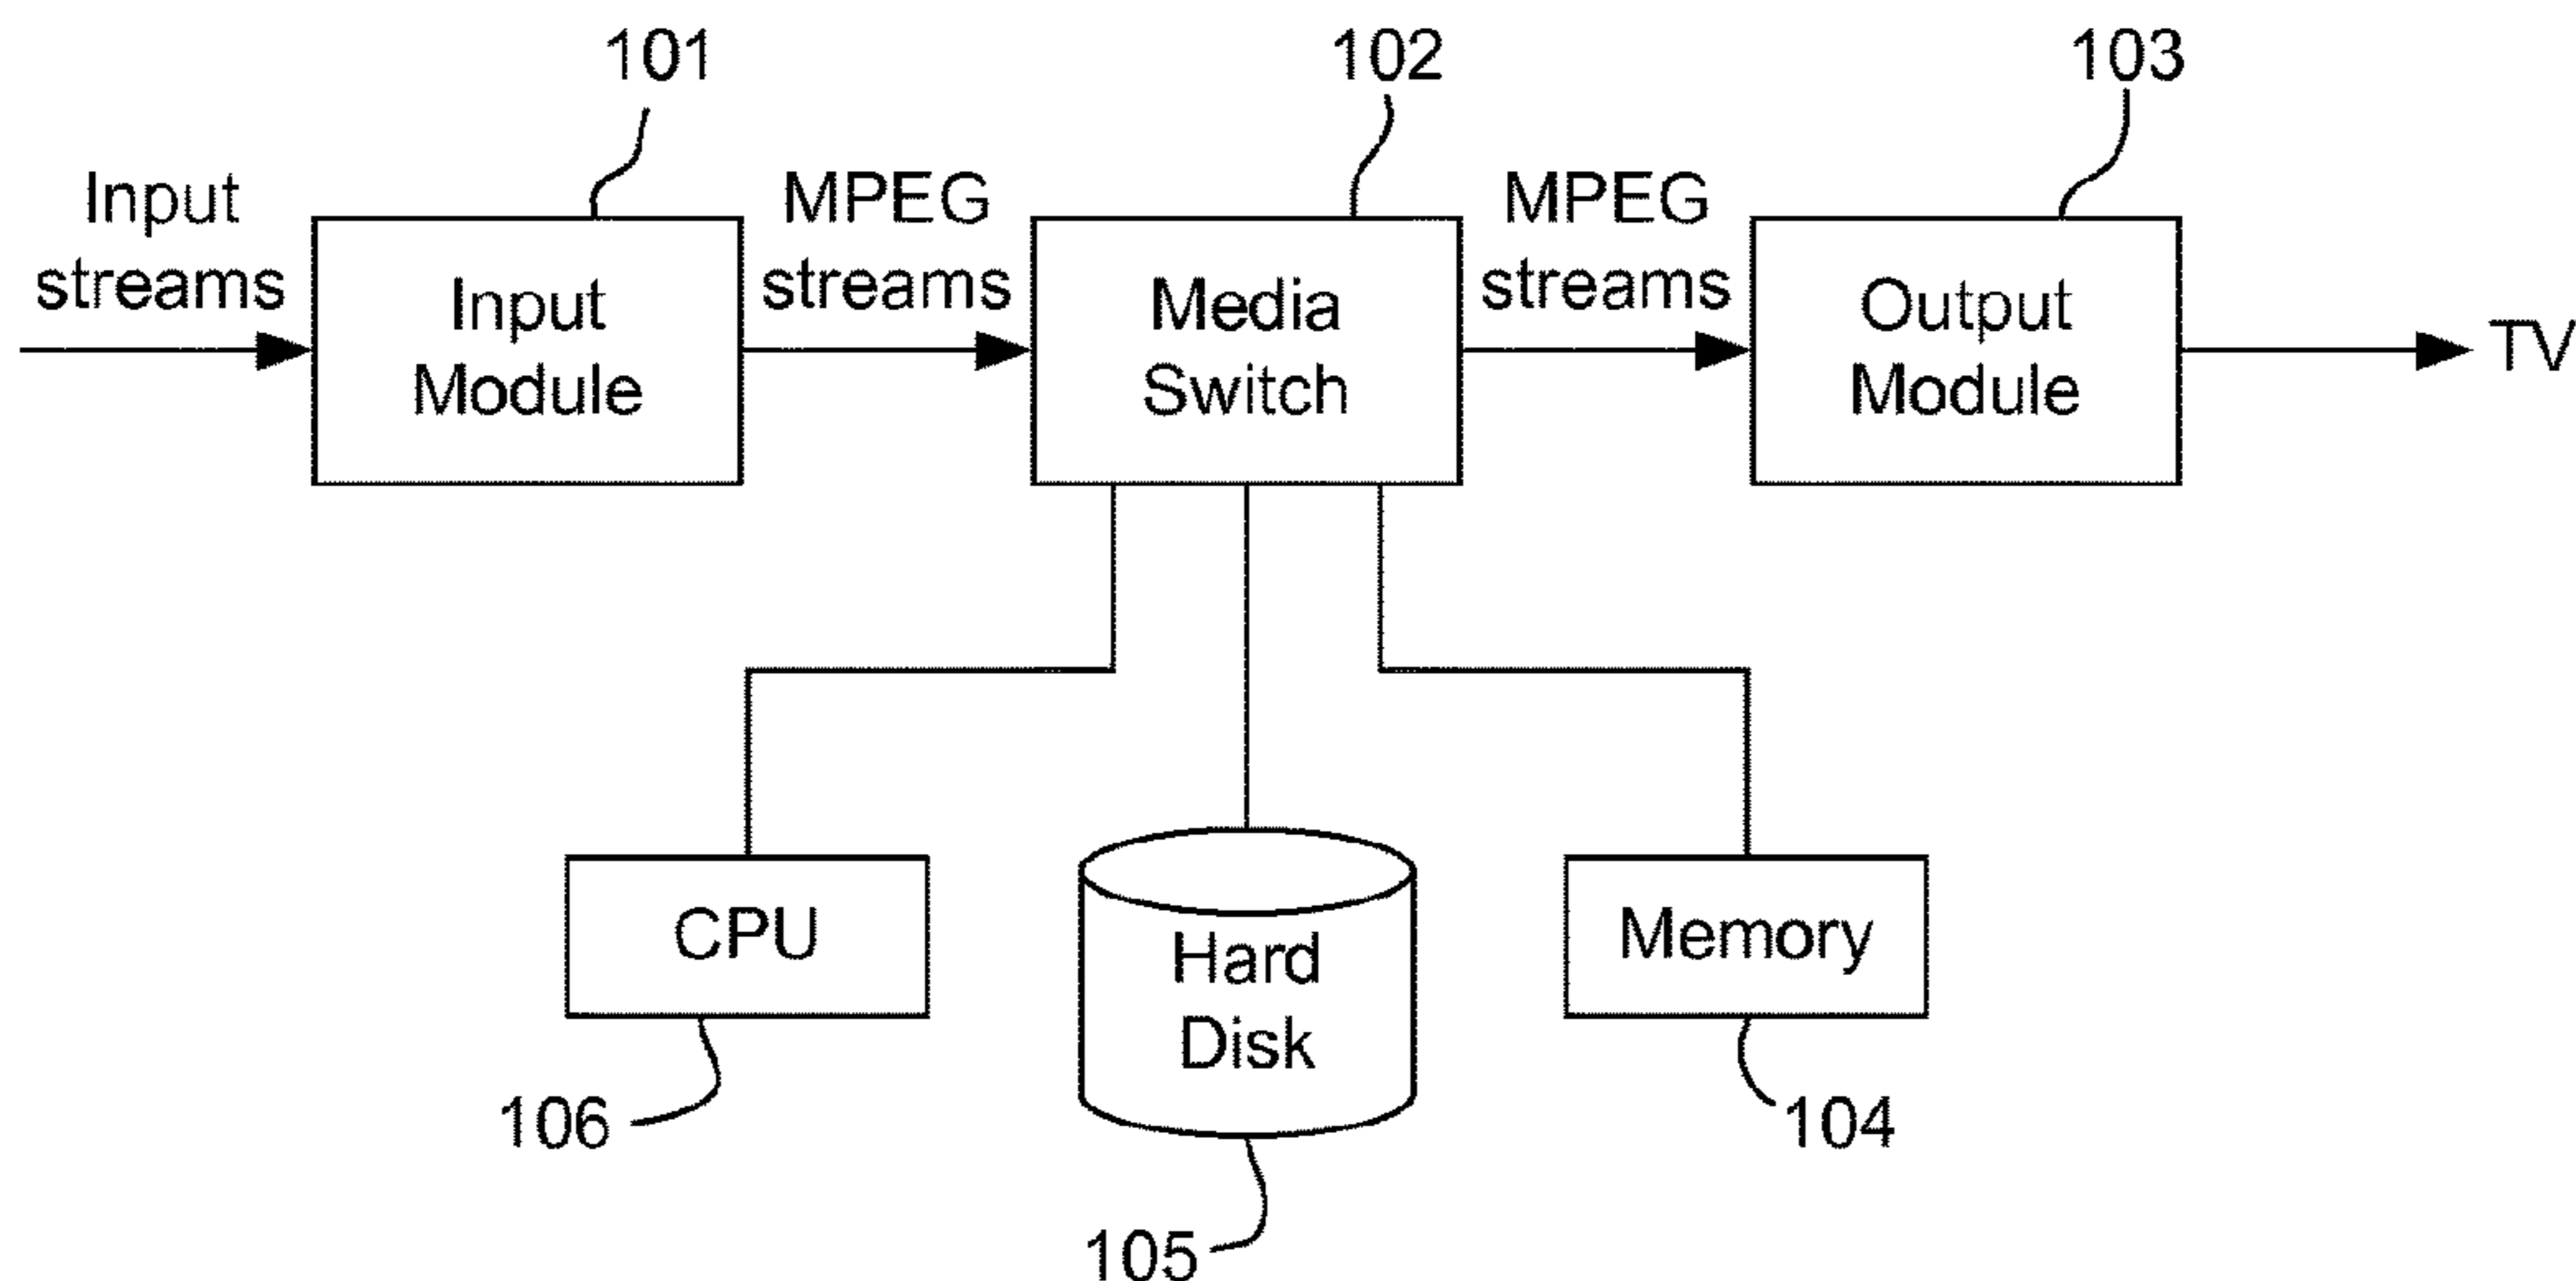 101
102
103
Input
streams
Input
Module
MPEG
streams
Media
Switch
MPEG
streams
Output
Module
TV
CPU
Hard
Disk
Memory
106
105
104